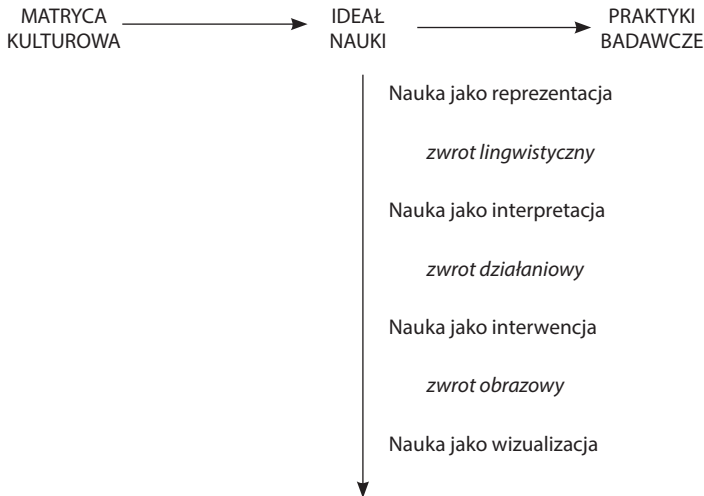 MATRYCA
KULTUROWA
IDEAŁ
NAUKI
PRAKTYKI
BADAWCZE
Nauka jako reprezentacja
zwrot lingwistyczny
Nauka jako interpretacja
zwrot działaniowy
Nauka jako interwencja
zwrot obrazowy
Nauka jako wizualizacja